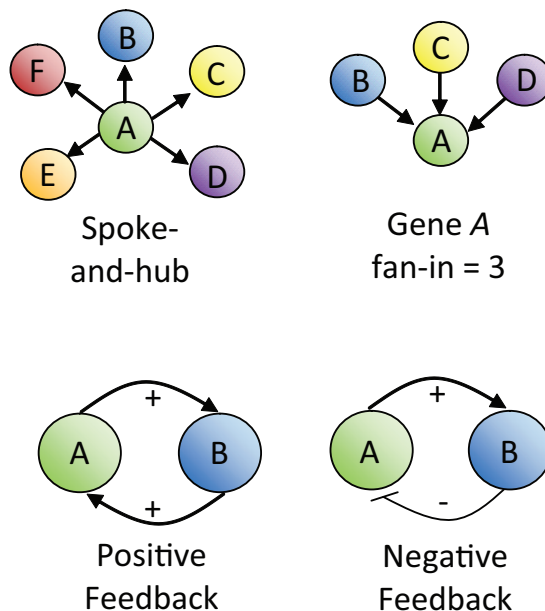 B
F
C
A
E
D
Spoke-
and-hub
C
B
D
A
Gene A
fan-in = 3
+
A
B
+
Positive
Feedback
+
A
B
-
Negative
Feedback